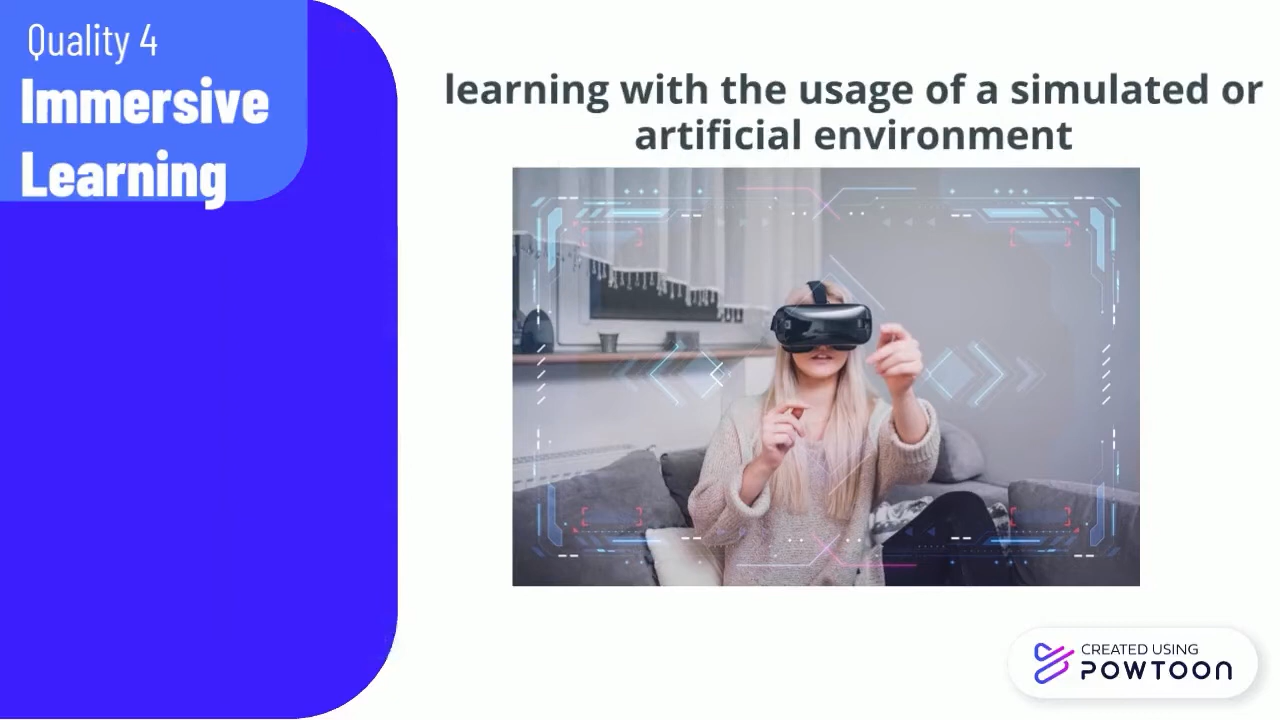 Quality 4
Immersive
Learning
learning with the usage of a simulated or
artificial environment
CREATED USING
POWTOON